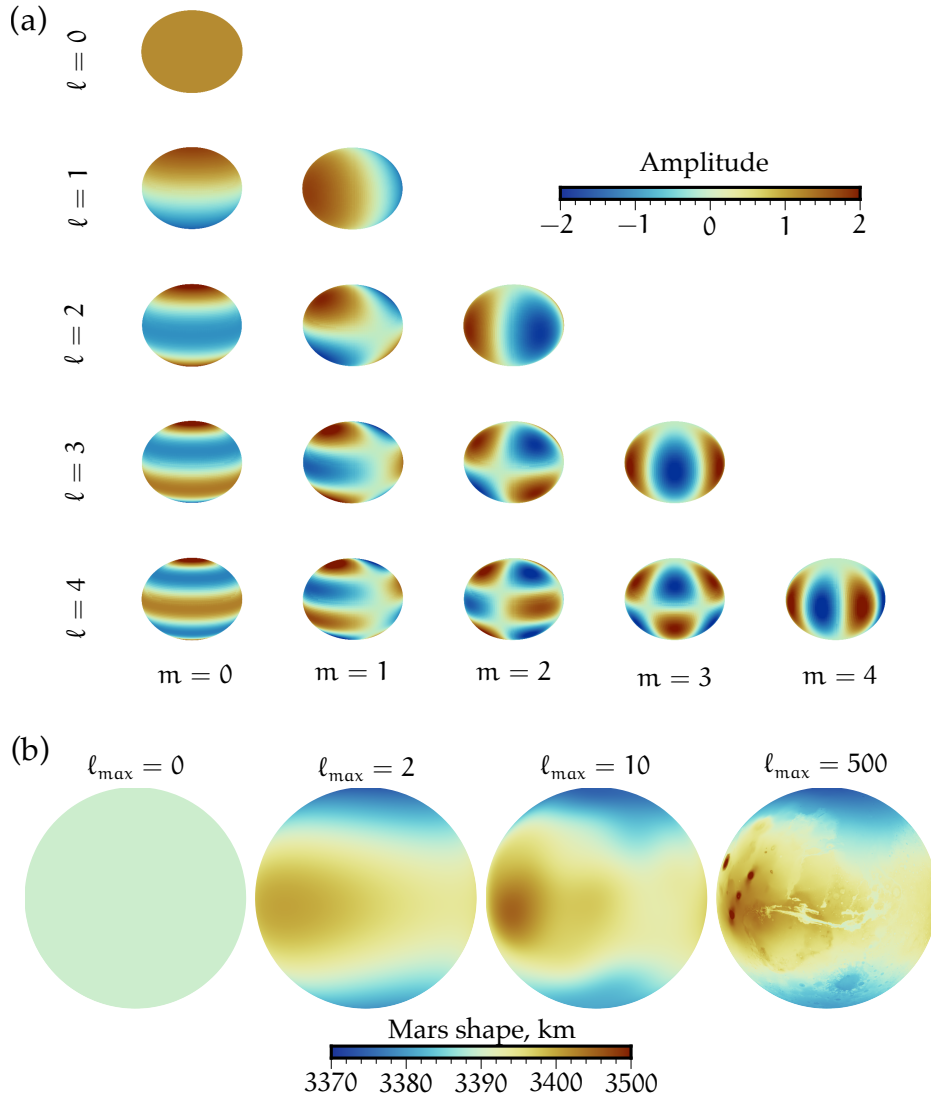 (a)
ℓ = 0
ℓ = 1
Amplitude
−2 −1 0 1 2
ℓ = 2
ℓ = 3
ℓ = 4
m = 0 m = 1 m = 2 m = 3 m = 4
(b)
ℓmax = 0 ℓmax = 2 ℓmax = 10 ℓmax = 500
Mars shape, km
3370 3380 3390 3400 3500